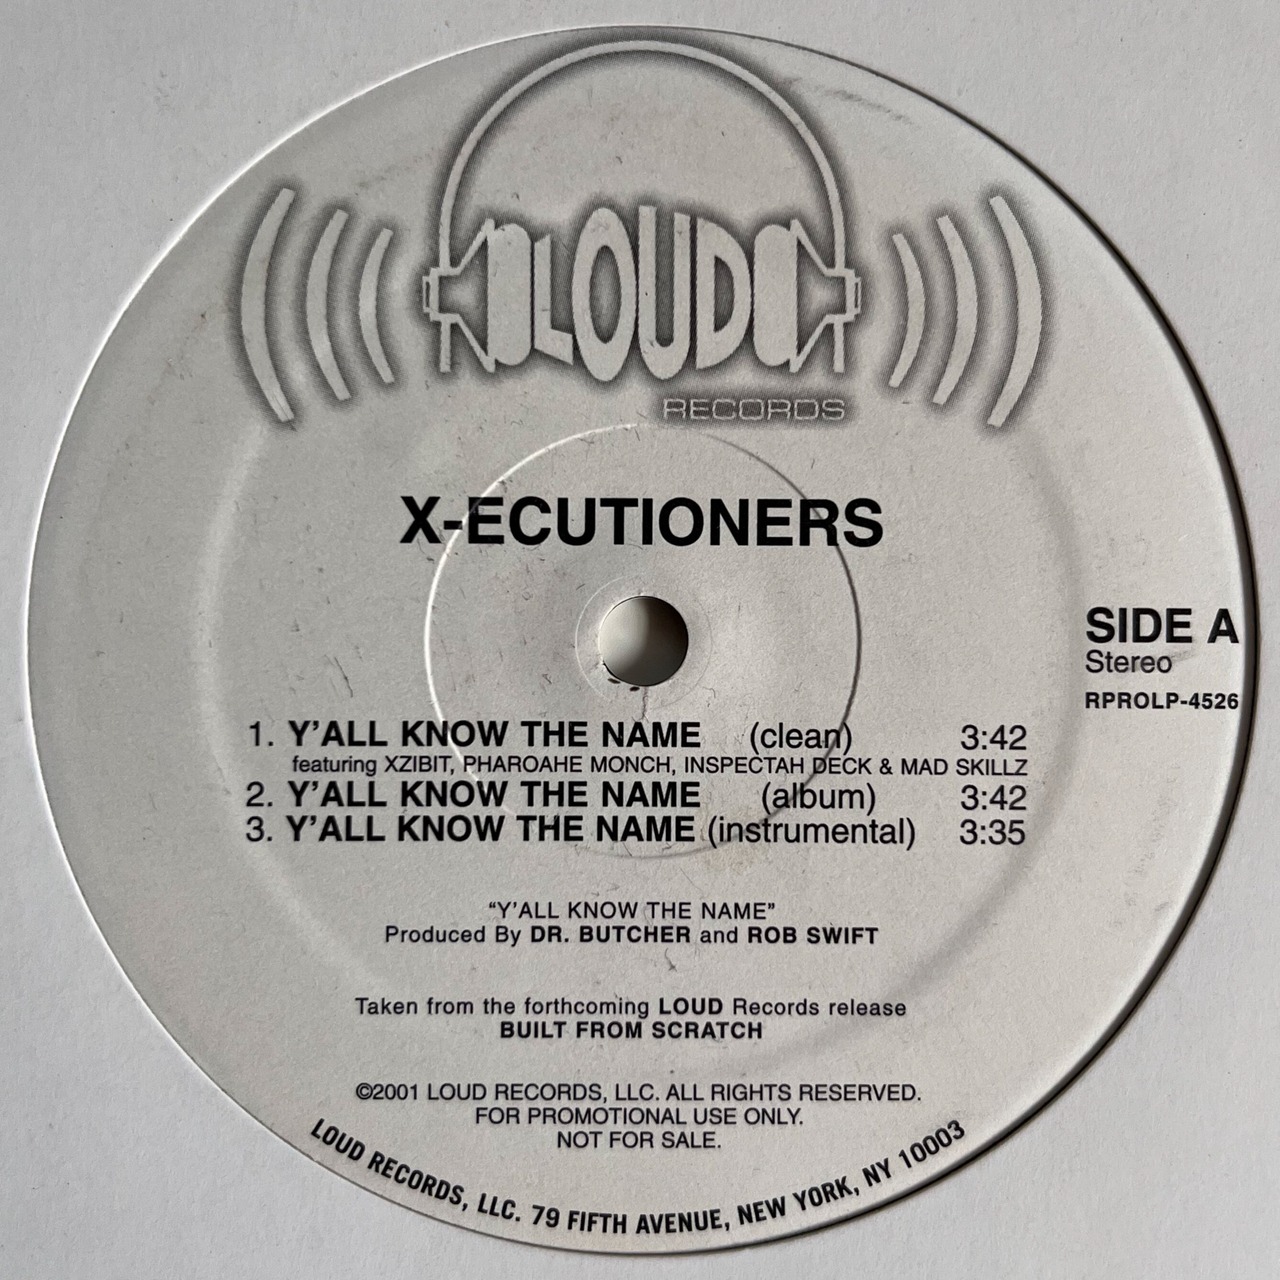 LOUD
RECORDS
X-ECUTIONERS
SIDE A
Stereo
RPROLP-4526
1. Y'ALL KNOW THE NAME (clean) 3:42
featuring XZIBIT, PHAROAHE MONCH, INSPECTAH DECK & MAD SKILLZ
2. Y'ALL KNOW THE NAME (album) 3:42
3. Y'ALL KNOW THE NAME (instrumental) 3:35
“Y'ALL KNOW THE NAME”
Produced By DR. BUTCHER and ROB SWIFT
Taken from the forthcoming LOUD Records release
BUILT FROM SCRATCH
©2001 LOUD RECORDS, LLC. ALL RIGHTS RESERVED.
FOR PROMOTIONAL USE ONLY.
NOT FOR SALE.
LOUD RECORDS, LLC. 79 FIFTH AVENUE, NEW YORK, NY 10003